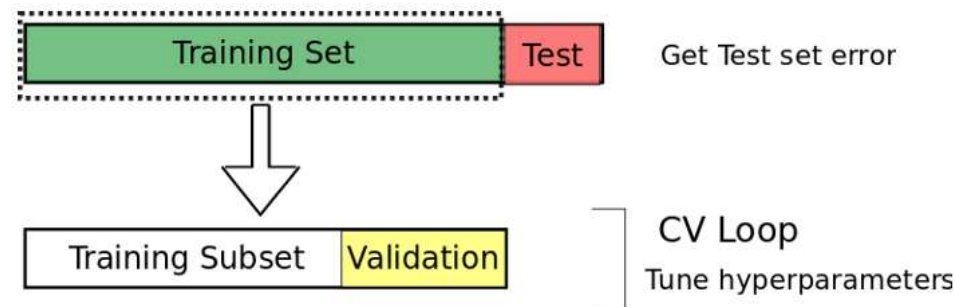 Training Set Test Get Test set error
Training Subset Validation CV Loop
Tune hyperparameters